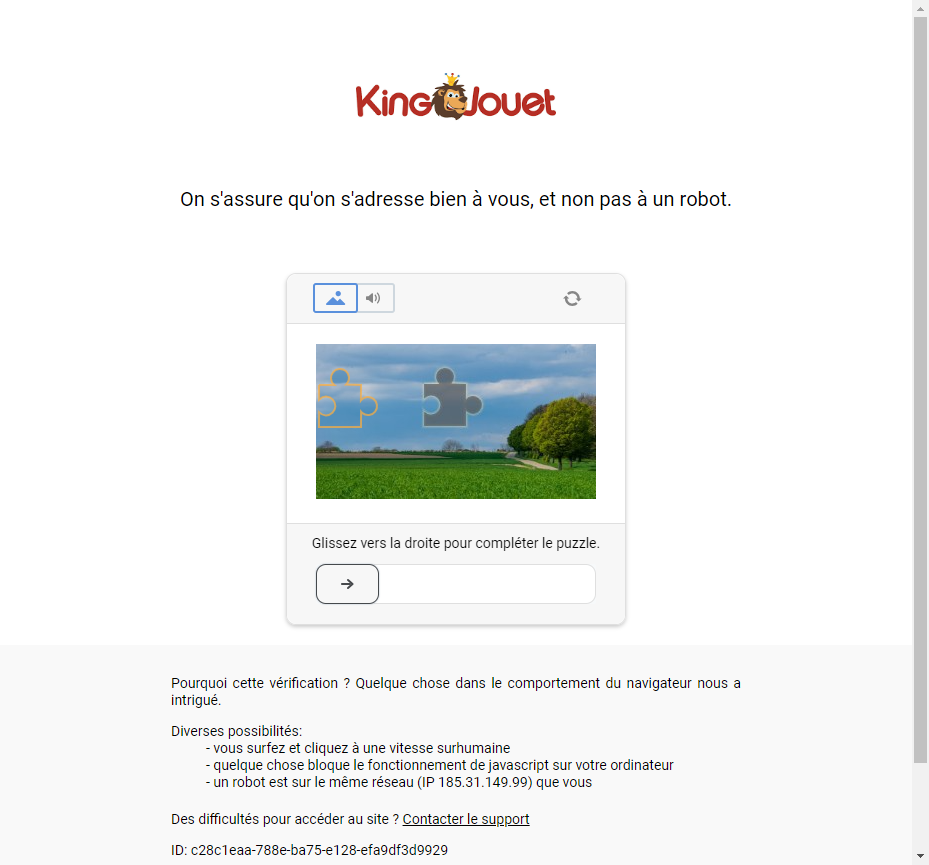 King Jouet
On s'assure qu'on s'adresse bien à vous, et non pas à un robot.
Glissez vers la droite pour compléter le puzzle.
Pourquoi cette vérification ? Quelque chose dans le comportement du navigateur nous a
intrigué.
Diverses possibilités:
- vous surfez et cliquez à une vitesse surhumaine
- quelque chose bloque le fonctionnement de javascript sur votre ordinateur
- un robot est sur le même réseau (IP 185.31.149.99) que vous
Des difficultés pour accéder au site ? Contacter le support
ID: c28c1eaa-788e-ba75-e128-efa9df3d9929